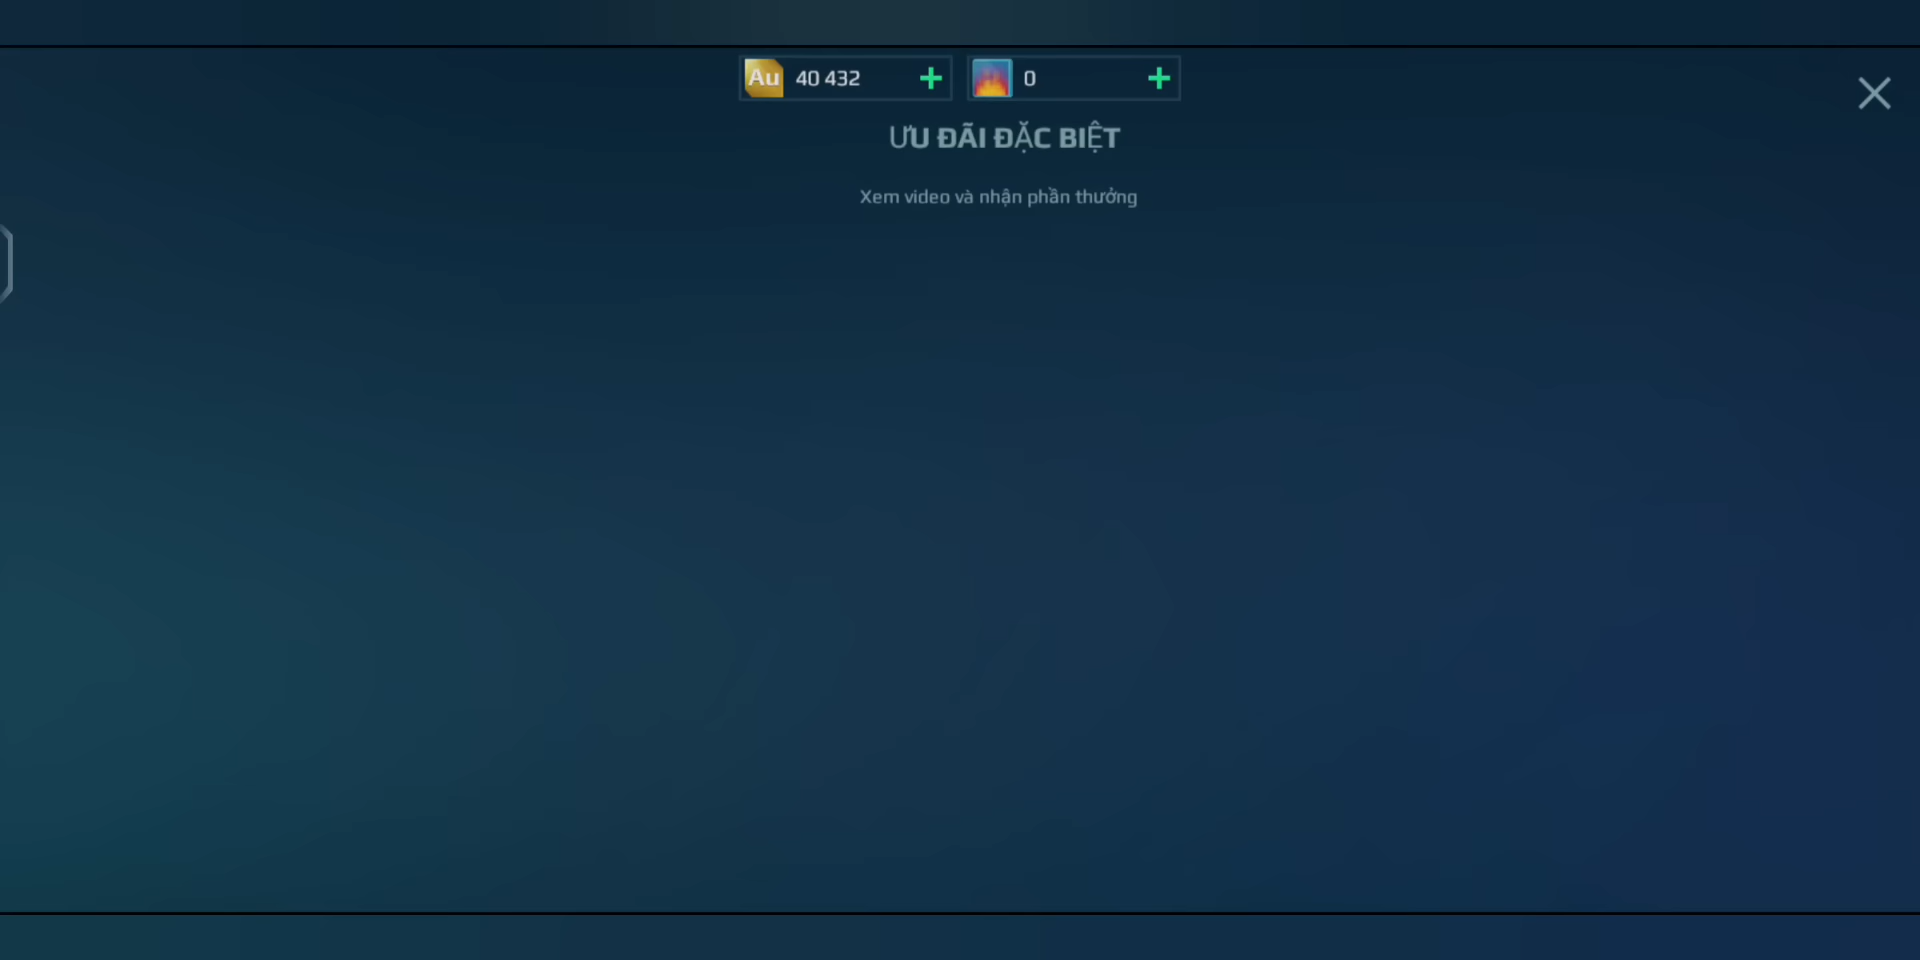 Au 40 432 + 0 +
ƯU ĐÃI ĐẶC BIỆT
Xem video và nhận phần thưởng